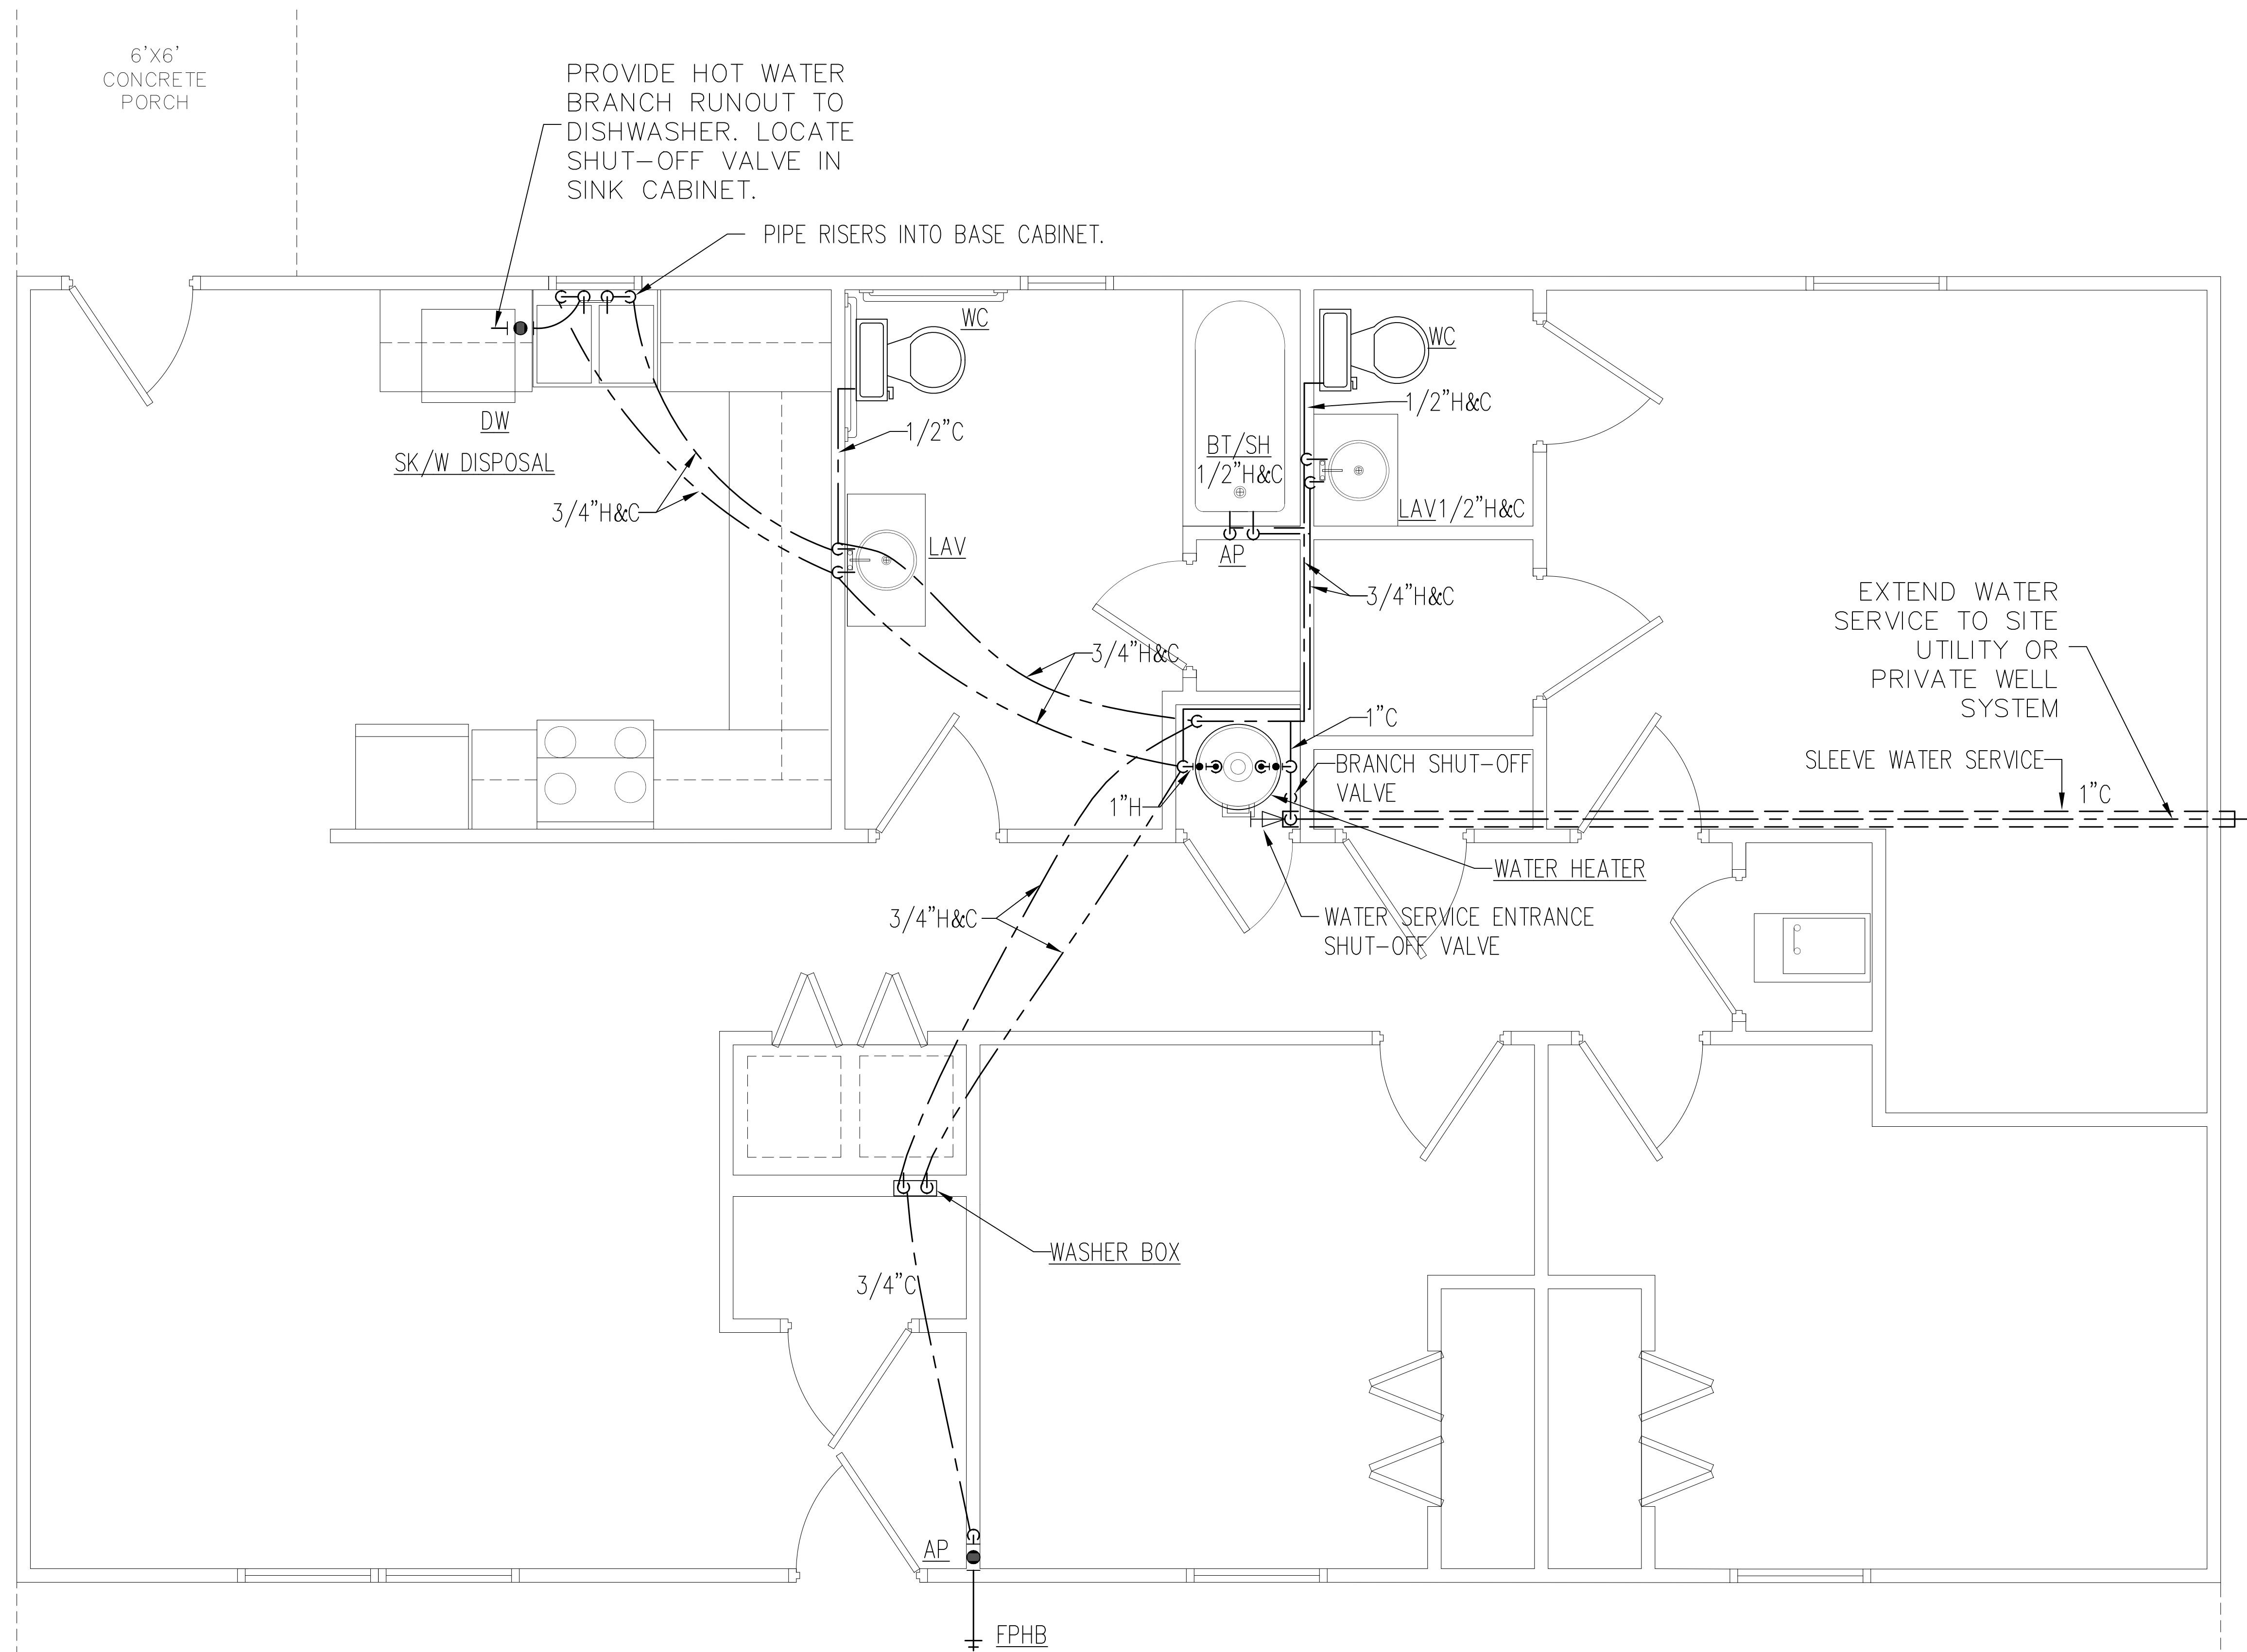 6'X6'
CONCRETE
PORCH
PROVIDE HOT WATER
BRANCH RUNOUT TO
DISHWASHER. LOCATE
SHUT-OFF VALVE IN
SINK CABINET.
PIPE RISERS INTO BASE CABINET.
WC
WC
1/2"H&C
DW
1/2"C
BT/SH
1/2"H&C
SK/W DISPOSAL
3/4"H&C
LAV 1/2"H&C
LAV
AP
3/4"H&C
EXTEND WATER
SERVICE TO SITE
UTILITY OR
PRIVATE WELL
SYSTEM
3/4"H&C
1"C
BRANCH SHUT-OFF
VALVE
SLEEVE WATER SERVICE
1"C
1"H
WATER HEATER
3/4"H&C
WATER SERVICE ENTRANCE
SHUT-OFF VALVE
WASHER BOX
3/4"C
AP
FPHB